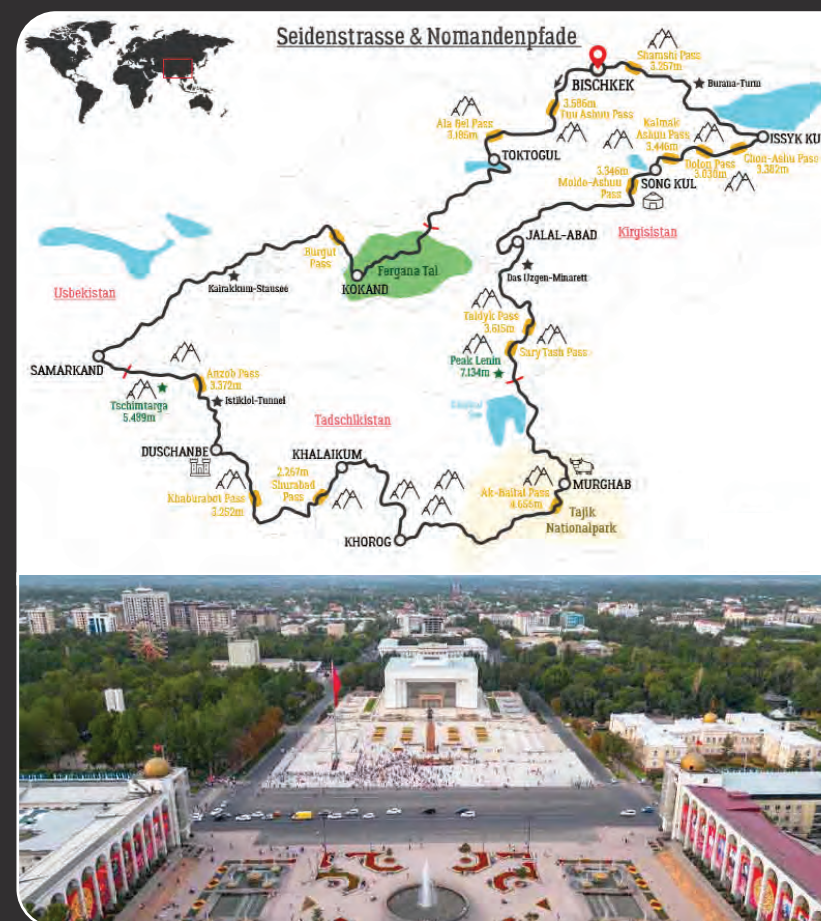 Seidenstrasse & Nomandenpfade
Shamshi Pass
3.257m
BISCHKEK
Burana-Turm
3.586m
Tuu Ashuu Pass
Ala Bel Pass
3.185m
Kalmak
Ashuu Pass
3.446m
ISSYK KU
TOKTOGUL
Dolon Pass
3.030m
Chon-Ashu Pass
3.382m
3.346m
Moldo-Ashuu
Pass
SONG KUL
JALAL-ABAD
Kirgisistan
Burgut
Pass
Fergana Tal
Das Uzgen-Minarett
KOKAND
Kairakkum-Stausee
Usbekistan
Taldyk Pass
3.615m
Sary Tash Pass
SAMARKAND
Peak Lenin
7.134m
Anzob Pass
3.372m
Tschimtarga
5.489m
Istiklol-Tunnel
See
Tadschikistan
DUSCHANBE
KHALAIKUM
2.267m
Shurabad
Pass
MURGHAB
Khaburabot Pass
3.252m
Ak-Baital Pass
4.655m
Tajik
Nationalpark
KHOROG